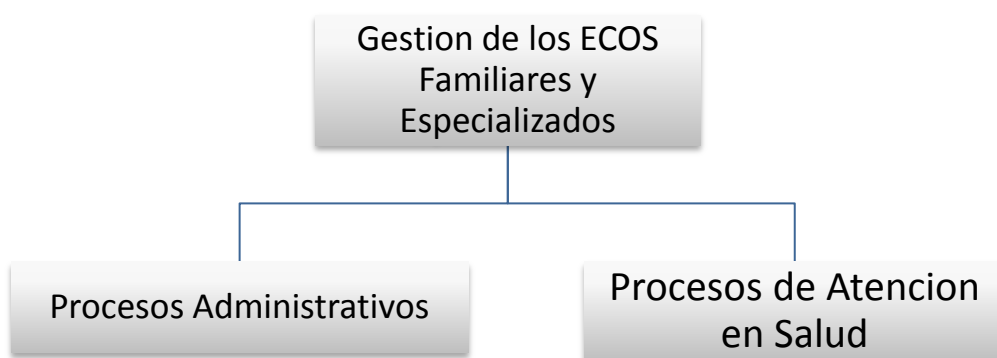 Gestion de los ECOS
Familiares y
Especializados
Procesos Administrativos
Procesos de Atencion
en Salud